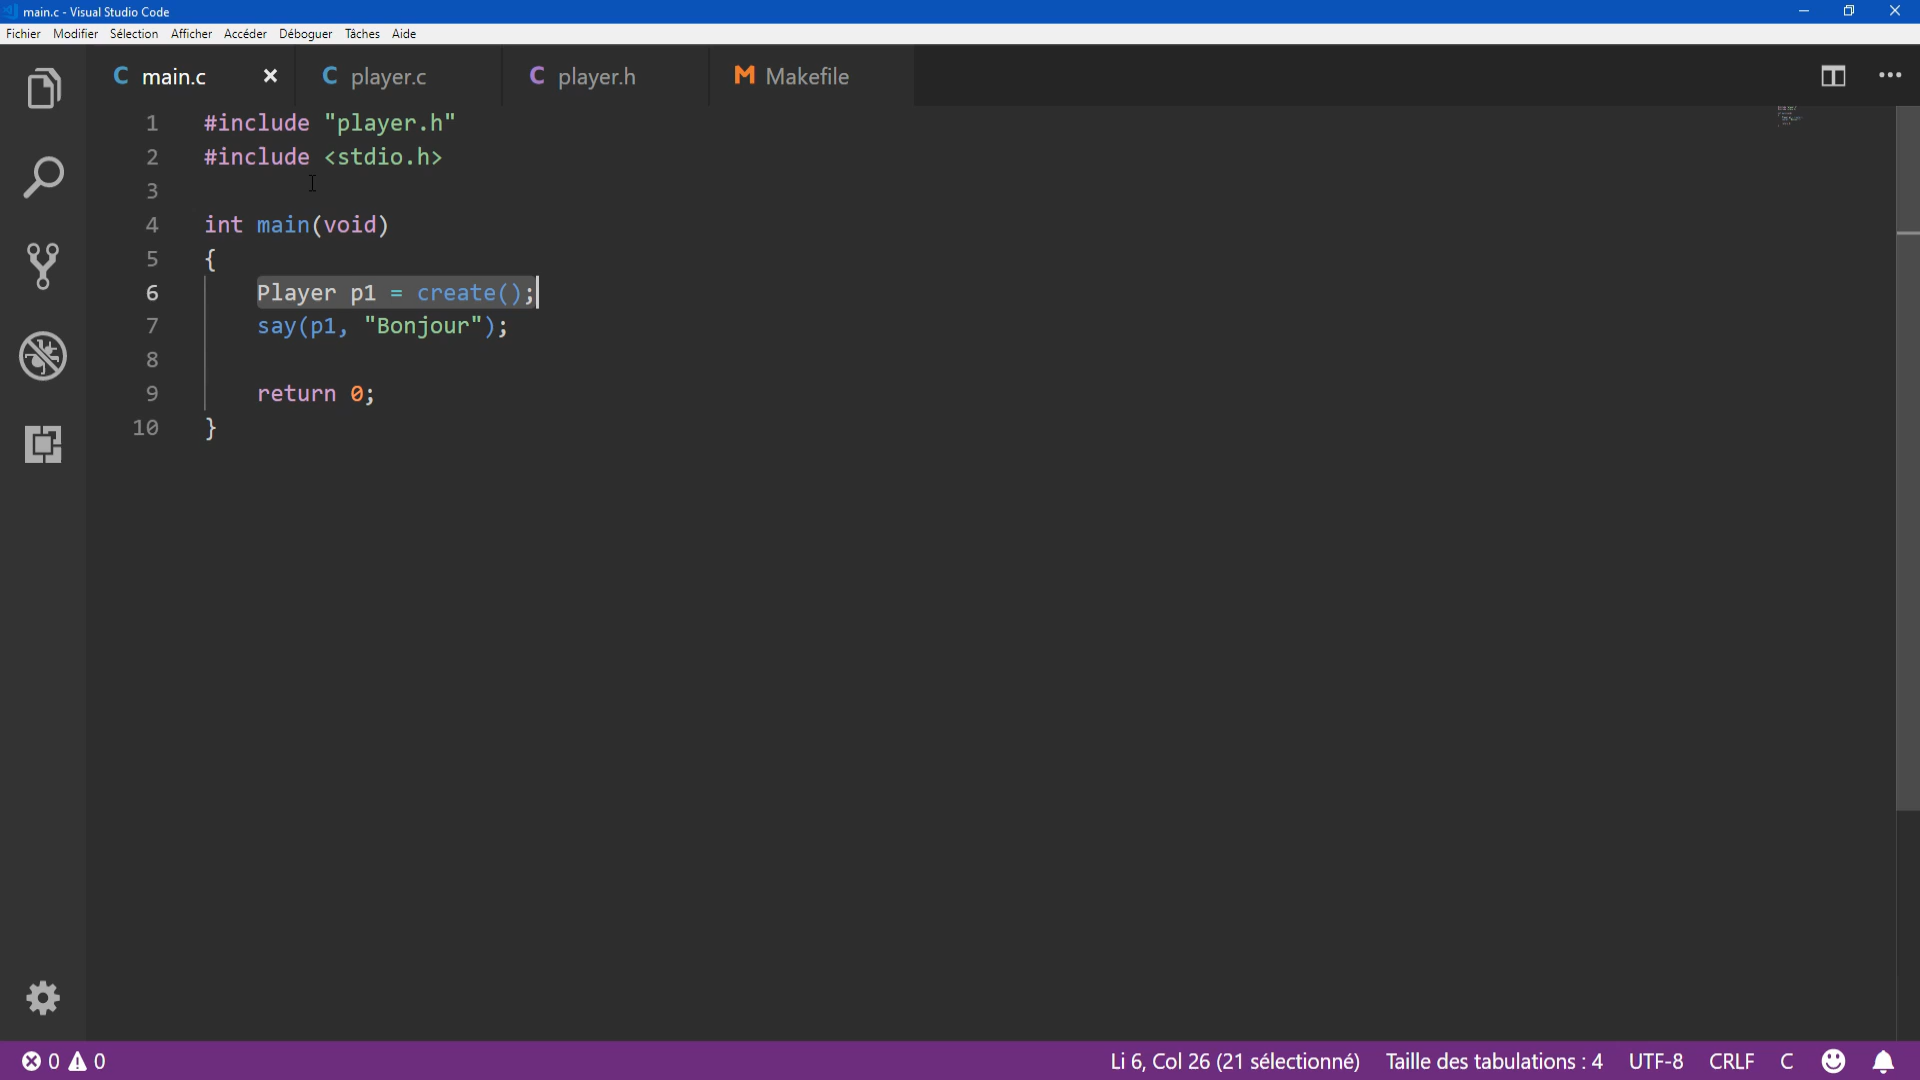 main.c - Visual Studio Code
Fichier Modifier Sélection Afficher Accéder Déboguer Tâches Aide
C main.c × C player.c C player.h M Makefile
1 #include "player.h"
2 #include <stdio.h>
3
4 int main(void)
5 {
6 Player p1 = create();
7 say(p1, "Bonjour");
8
9 return 0;
10 }
0 0 Li 6, Col 26 (21 sélectionné) Taille des tabulations : 4 UTF-8 CRLF C